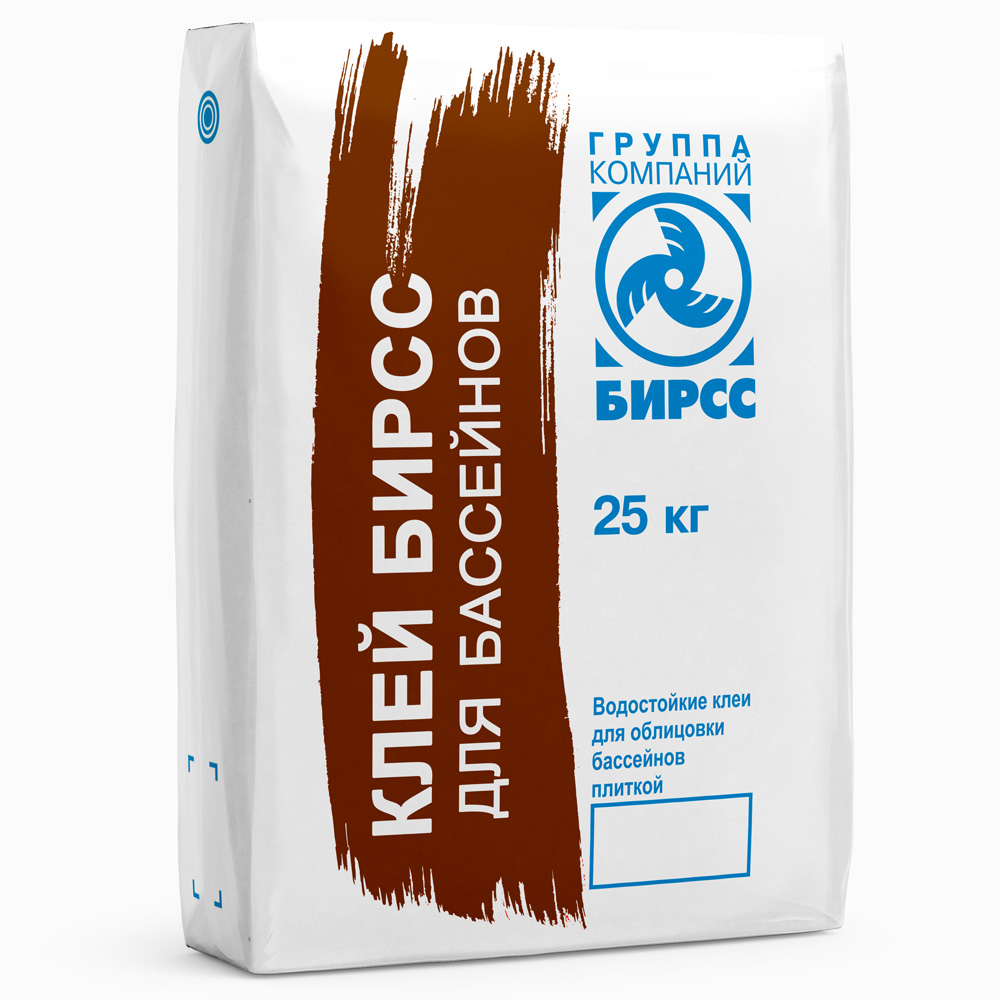 КЛЕЙ БИРСС
ДЛЯ БАССЕЙНОВ
ГРУППА
КОМПАНИЙ
БИРСС
25 кг
Водостойкие клеи
для облицовки
бассейнов
плиткой